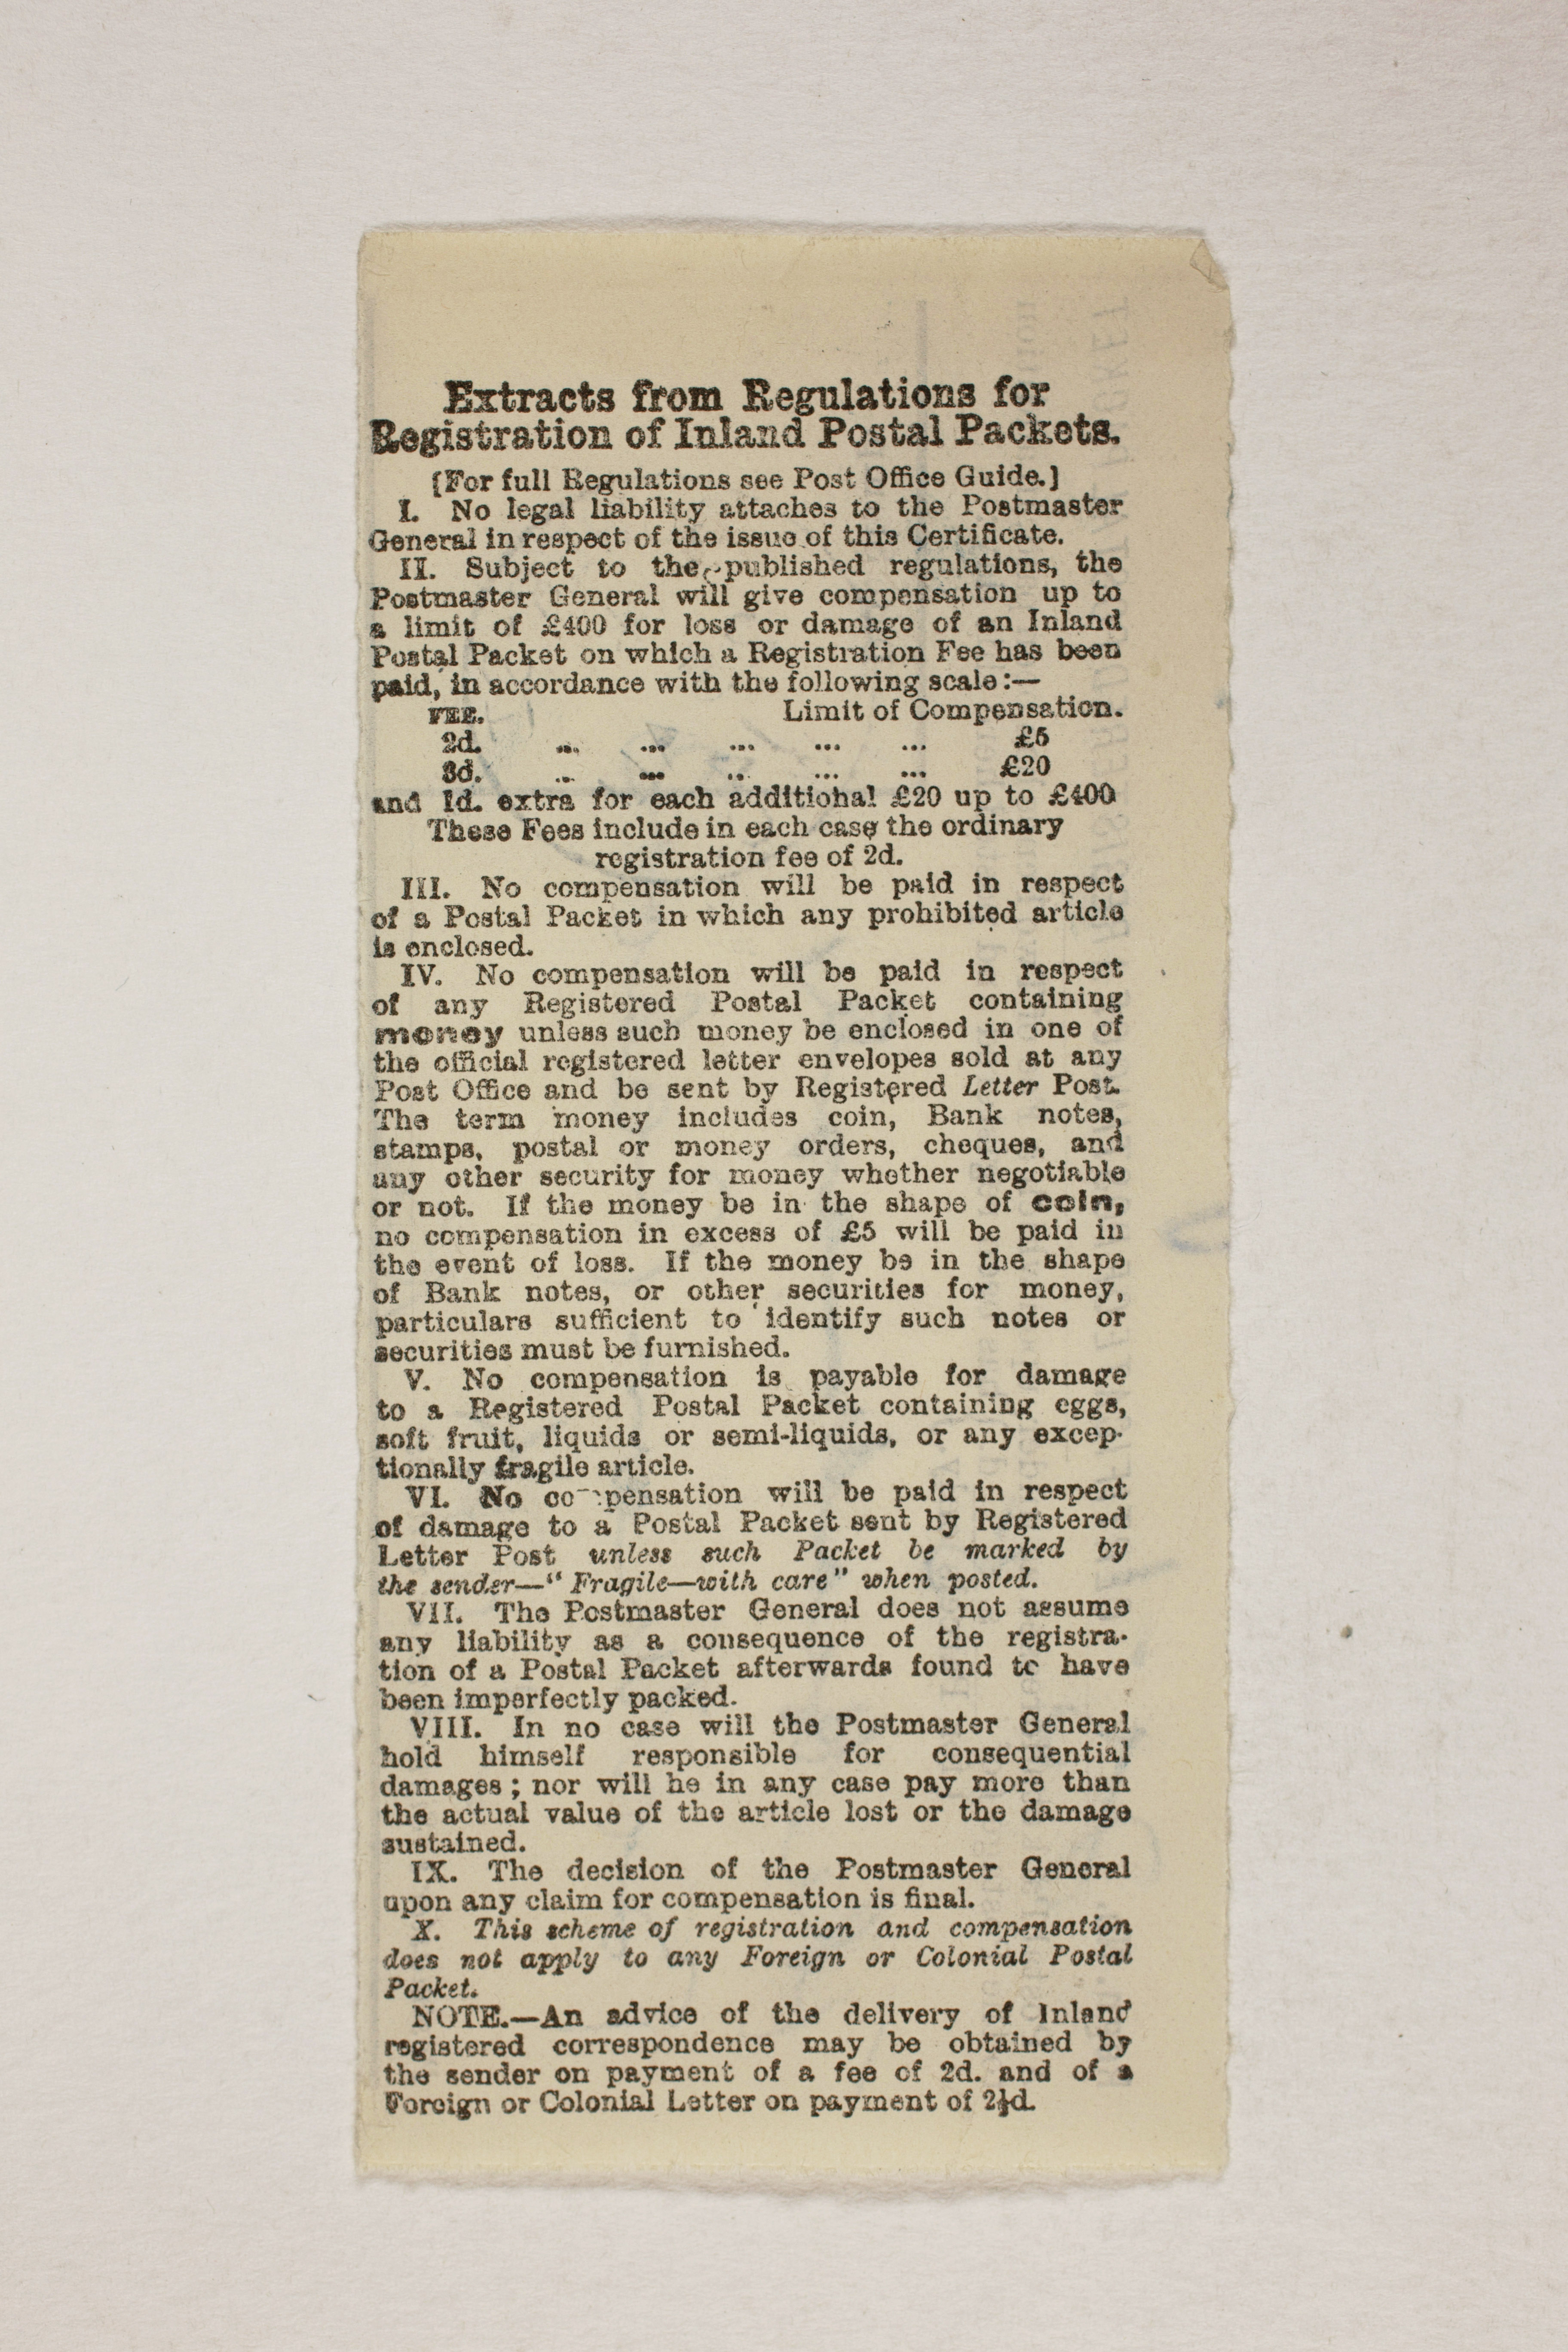 Extracts from Regulations for
Registration of Inland Postal Packets.
[For full Regulations see Post Office Guide.]
I. No legal liability attaches to the Postmaster
General in respect of the issue of this Certificate.
II. Subject to the published regulations, the
Postmaster General will give compensation up to
a limit of £400 for loss or damage of an Inland
Postal Packet on which a Registration Fee has been
paid, in accordance with the following scale:—
FEE. Limit of Compensation.
2d. ... ... ... ... ... £5
3d. ... ... ... ... ... £20
and 1d. extra for each additional £20 up to £400
These Fees include in each case the ordinary
registration fee of 2d.
III. No compensation will be paid in respect
of a Postal Packet in which any prohibited article
is enclosed.
IV. No compensation will be paid in respect
of any Registered Postal Packet containing
money unless such money be enclosed in one of
the official registered letter envelopes sold at any
Post Office and be sent by Registered Letter Post.
The term money includes coin, Bank notes,
stamps, postal or money orders, cheques, and
any other security for money whether negotiable
or not. If the money be in the shape of coin,
no compensation in excess of £5 will be paid in
the event of loss. If the money be in the shape
of Bank notes, or other securities for money,
particulars sufficient to identify such notes or
securities must be furnished.
V. No compensation is payable for damage
to a Registered Postal Packet containing eggs,
soft fruit, liquids or semi-liquids, or any excep-
tionally fragile article.
VI. No compensation will be paid in respect
of damage to a Postal Packet sent by Registered
Letter Post unless such Packet be marked by
the sender—"Fragile—with care" when posted.
VII. The Postmaster General does not assume
any liability as a consequence of the registra-
tion of a Postal Packet afterwards found to have
been imperfectly packed.
VIII. In no case will the Postmaster General
hold himself responsible for consequential
damages; nor will he in any case pay more than
the actual value of the article lost or the damage
sustained.
IX. The decision of the Postmaster General
upon any claim for compensation is final.
X. This scheme of registration and compensation
does not apply to any Foreign or Colonial Postal
Packet.
NOTE.—An advice of the delivery of Inland
registered correspondence may be obtained by
the sender on payment of a fee of 2d. and of a
Foreign or Colonial Letter on payment of 2½d.